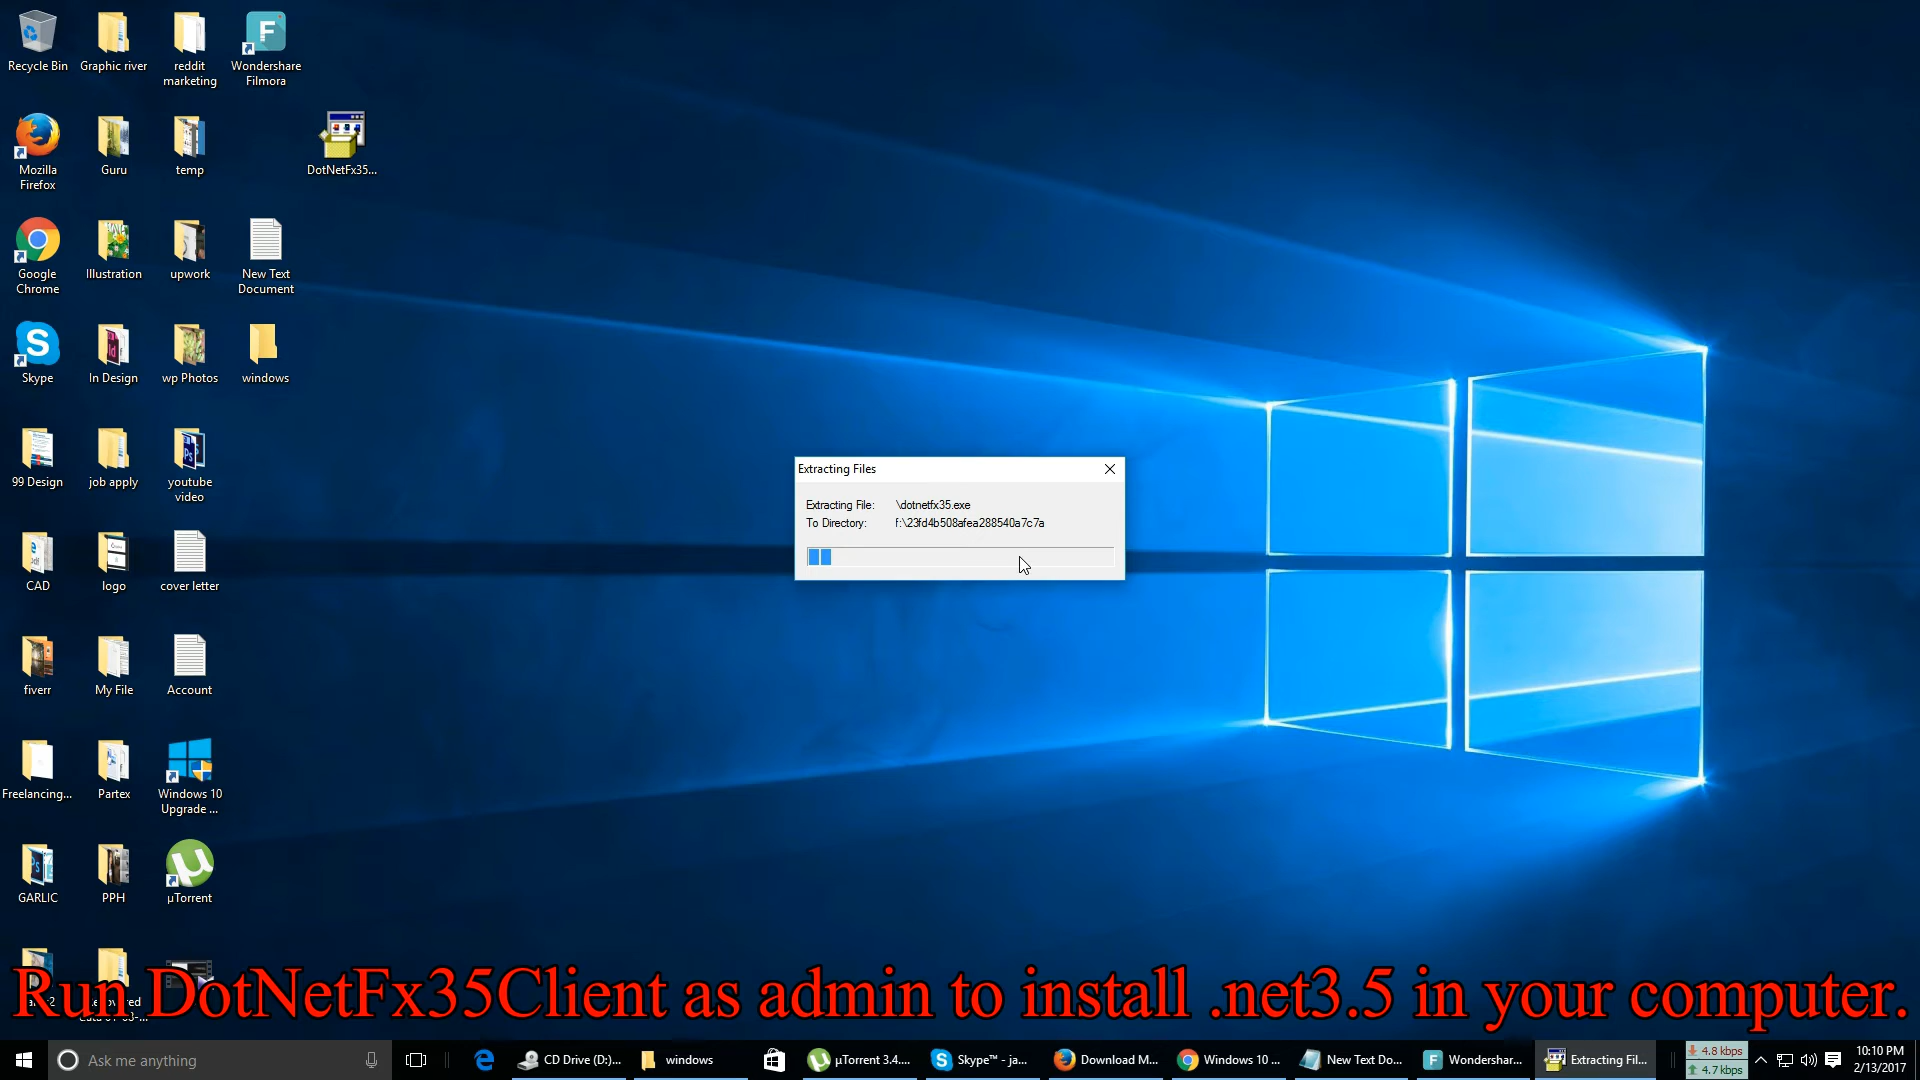 Recycle Bin
Graphic river
reddit
marketing
Wondershare
Filmora
Mozilla
Firefox
Guru
temp
DotNetFx35...
Google
Chrome
Illustration
upwork
New Text
Document
Skype
In Design
wp Photos
windows
99 Design
job apply
youtube
video
Extracting Files
Extracting File: \dotnetfx35.exe
To Directory: f:\23fd4b508afea288540a7c7a
CAD
logo
cover letter
fiverr
My File
Account
Freelancing...
Partex
Windows 10
Upgrade ...
GARLIC
PPH
µTorrent
Run DotNetFx35Client as admin to install .net3.5 in your computer.
Ask me anything
CD Drive (D:)...
windows
µTorrent 3.4....
Skype™ - ja...
Download M...
Windows 10 ...
New Text Do...
Wondershar...
Extracting Fil...
4.8 kbps
4.7 kbps
10:10 PM
2/13/2017